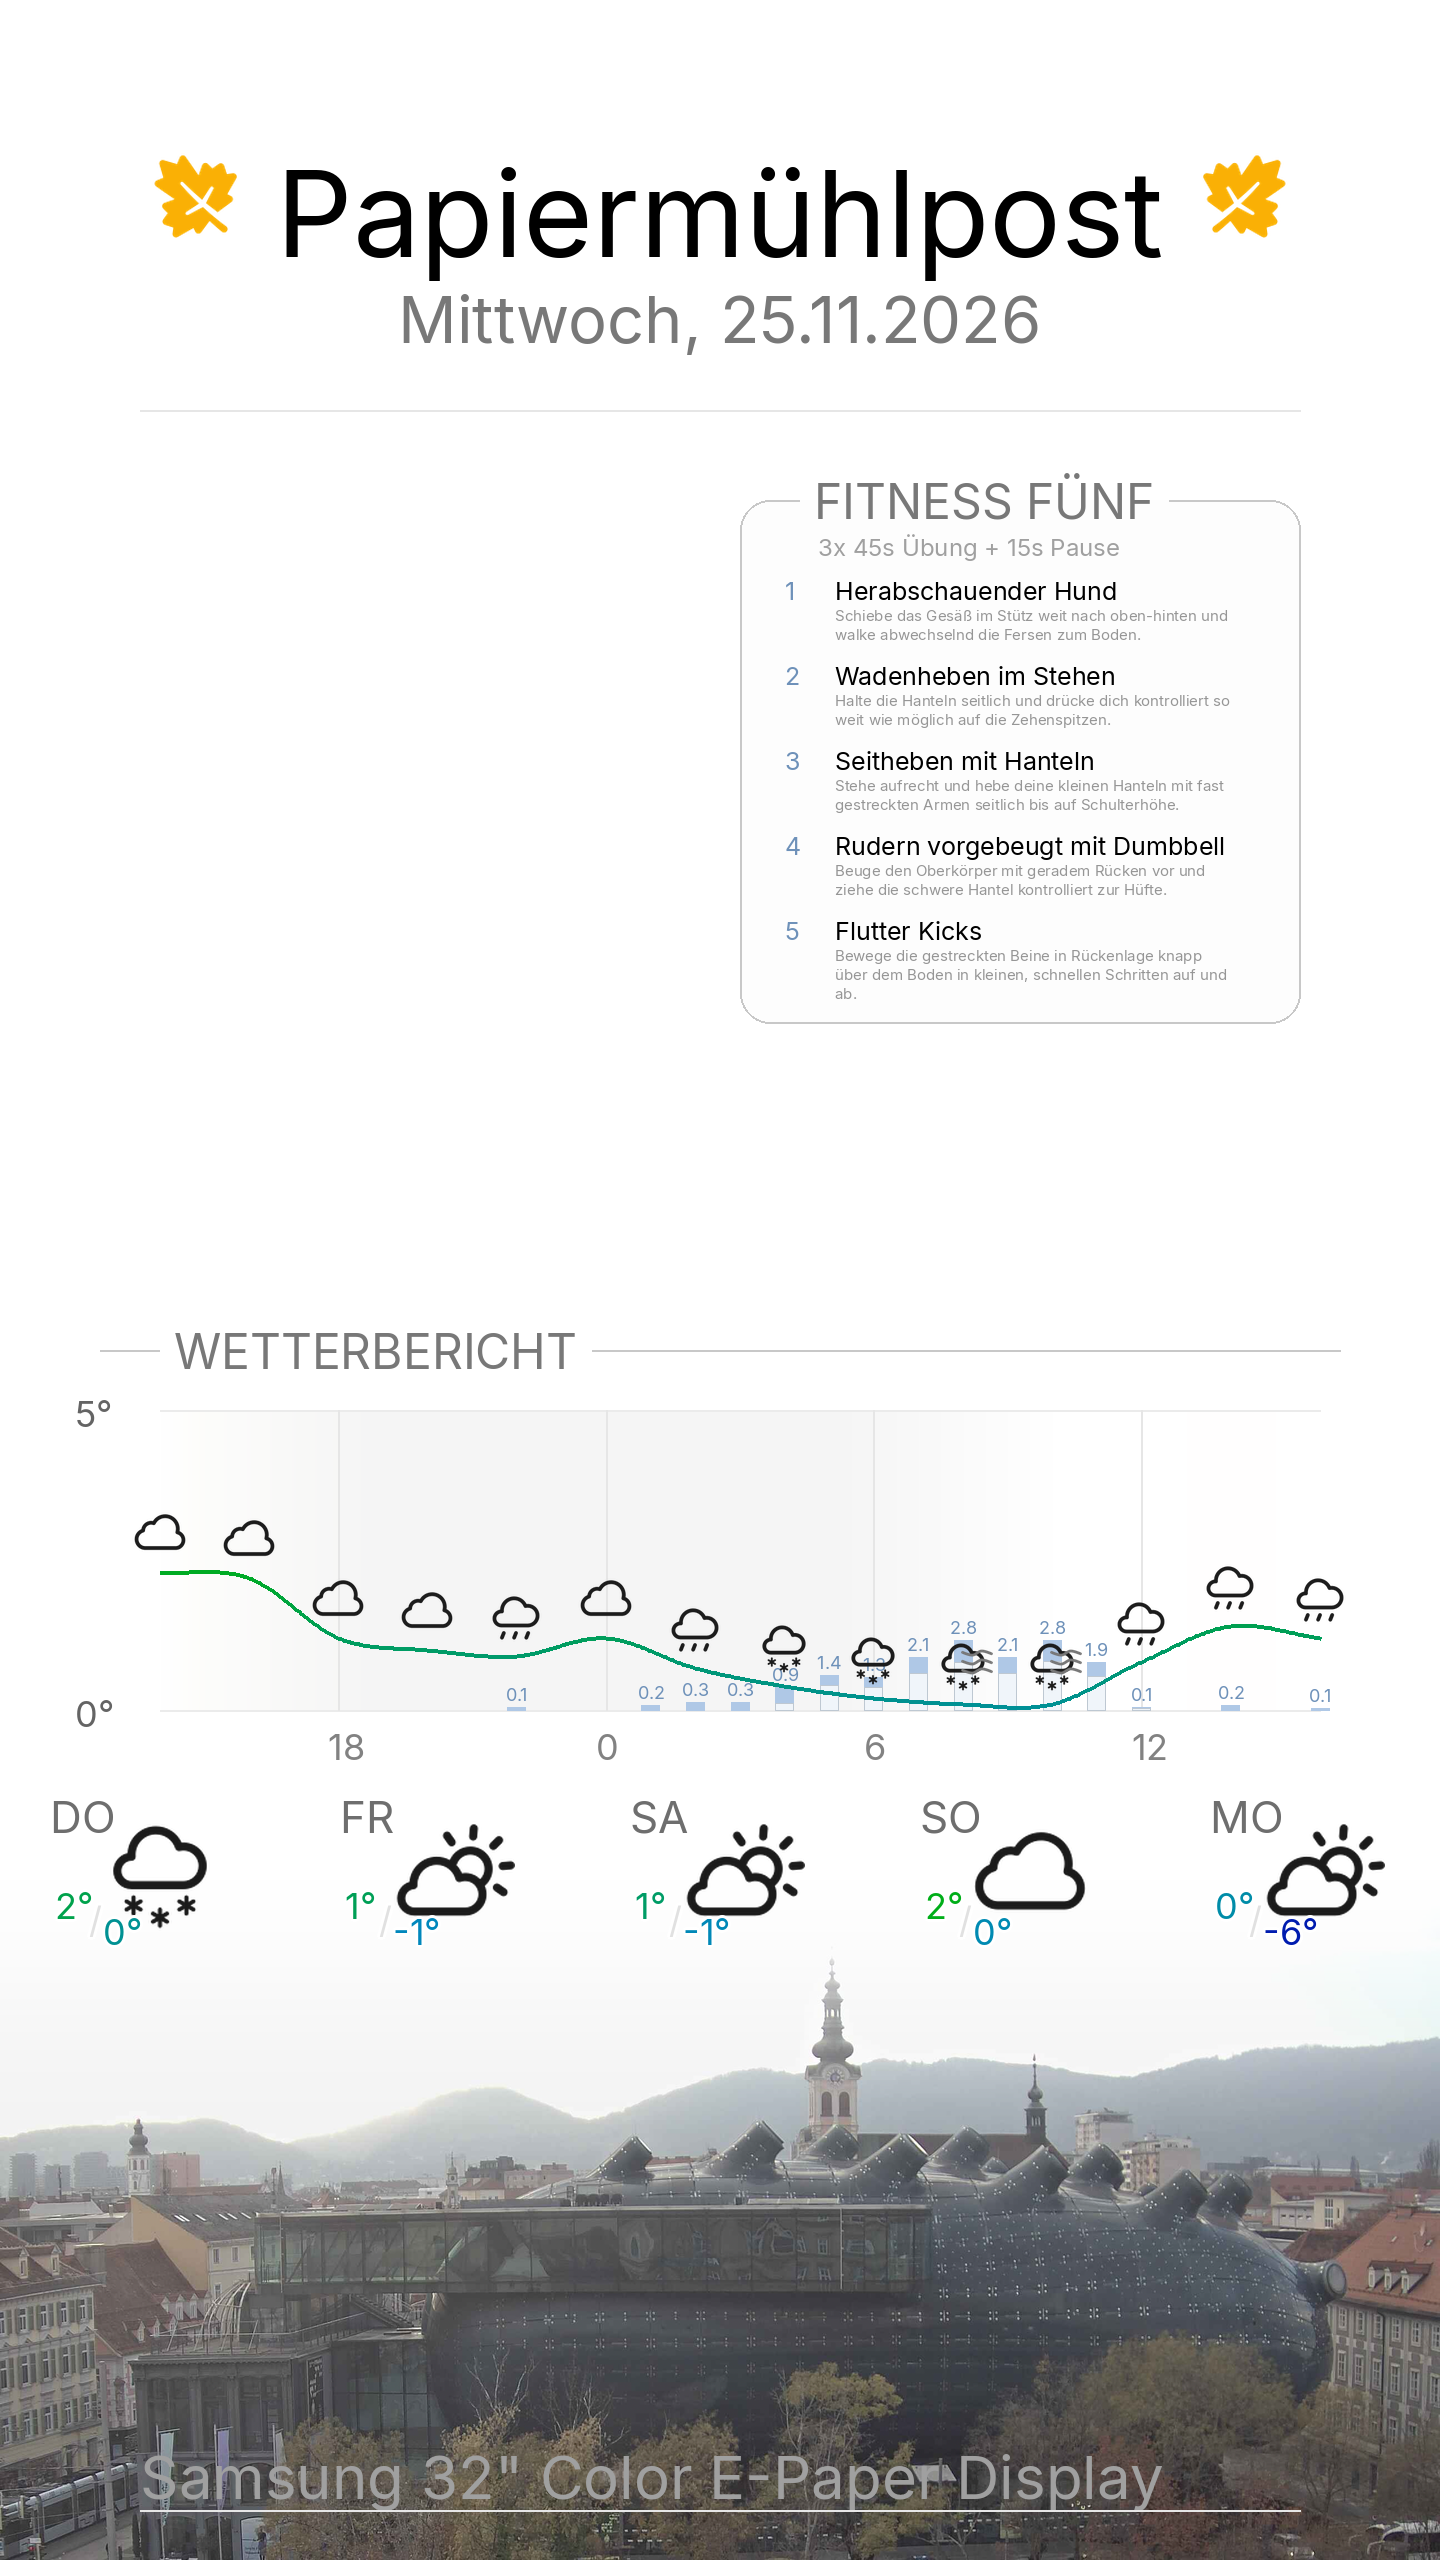 Papiermühlpost
Mittwoch, 25.11.2026
FITNESS FÜNF
3x 45s Übung + 15s Pause
1 Herabschauender Hund
Schiebe das Gesäß im Stütz weit nach oben-hinten und
walke abwechselnd die Fersen zum Boden.
2 Wadenheben im Stehen
Halte die Hanteln seitlich und drücke dich kontrolliert so
weit wie möglich auf die Zehenspitzen.
3 Seitheben mit Hanteln
Stehe aufrecht und hebe deine kleinen Hanteln mit fast
gestreckten Armen seitlich bis auf Schulterhöhe.
4 Rudern vorgebeugt mit Dumbbell
Beuge den Oberkörper mit geradem Rücken vor und
ziehe die schwere Hantel kontrolliert zur Hüfte.
5 Flutter Kicks
Bewege die gestreckten Beine in Rückenlage knapp
über dem Boden in kleinen, schnellen Schritten auf und
ab.
WETTERBERICHT
5°
0.1 0.2 0.3 0.3 0.9 1.4 1.3 2.1 2.8 2.1 2.8 1.9 0.1 0.2 0.1
0°
18 0 6 12
DO FR SA SO MO
2°/0° 1°/-1° 1°/-1° 2°/0° 0°/-6°
Samsung 32" Color E-Paper Display